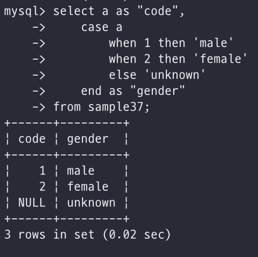 mysql> select a as "code",
    ->     case a
    ->         when 1 then 'male'
    ->         when 2 then 'female'
    ->         else 'unknown'
    ->     end as "gender"
    -> from sample37;
+------+---------+
¦ code ¦ gender  ¦
+------+---------+
¦    1 ¦ male    ¦
¦    2 ¦ female  ¦
¦ NULL ¦ unknown ¦
+------+---------+
3 rows in set (0.02 sec)